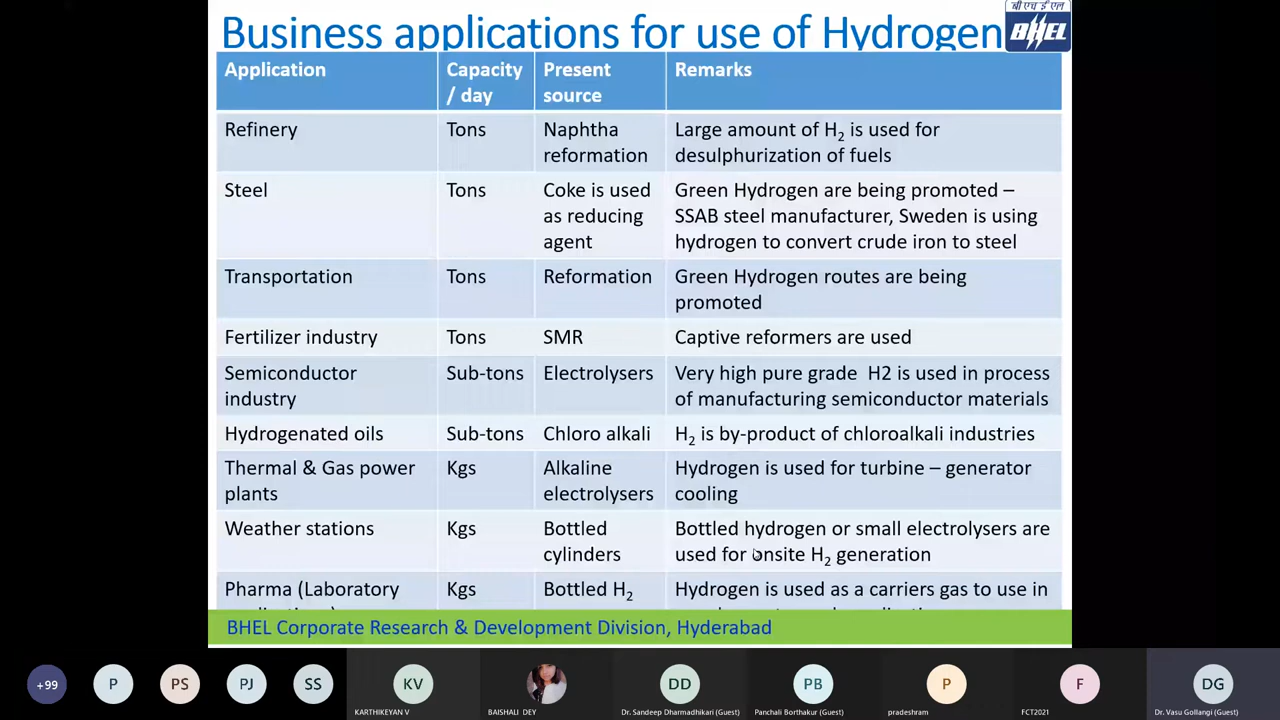 Business applications for use of Hydrogen
बी एच ई एल
BHEL
Application Capacity / day Present source Remarks
Refinery Tons Naphtha reformation Large amount of H2 is used for desulphurization of fuels
Steel Tons Coke is used as reducing agent Green Hydrogen are being promoted – SSAB steel manufacturer, Sweden is using hydrogen to convert crude iron to steel
Transportation Tons Reformation Green Hydrogen routes are being promoted
Fertilizer industry Tons SMR Captive reformers are used
Semiconductor industry Sub-tons Electrolysers Very high pure grade H2 is used in process of manufacturing semiconductor materials
Hydrogenated oils Sub-tons Chloro alkali H2 is by-product of chloroalkali industries
Thermal & Gas power plants Kgs Alkaline electrolysers Hydrogen is used for turbine – generator cooling
Weather stations Kgs Bottled cylinders Bottled hydrogen or small electrolysers are used for onsite H2 generation
Pharma (Laboratory Kgs Bottled H2 Hydrogen is used as a carriers gas to use in
BHEL Corporate Research & Development Division, Hyderabad
+99 P PS PJ SS KV DD PB P F DG
KARTHIKEYAN V BAISHALI DEY Dr. Sandeep Dharmadhikari (Guest) Panchali Borthakur (Guest) pradeshram FCT2021 Dr. Vasu Gollangi (Guest)